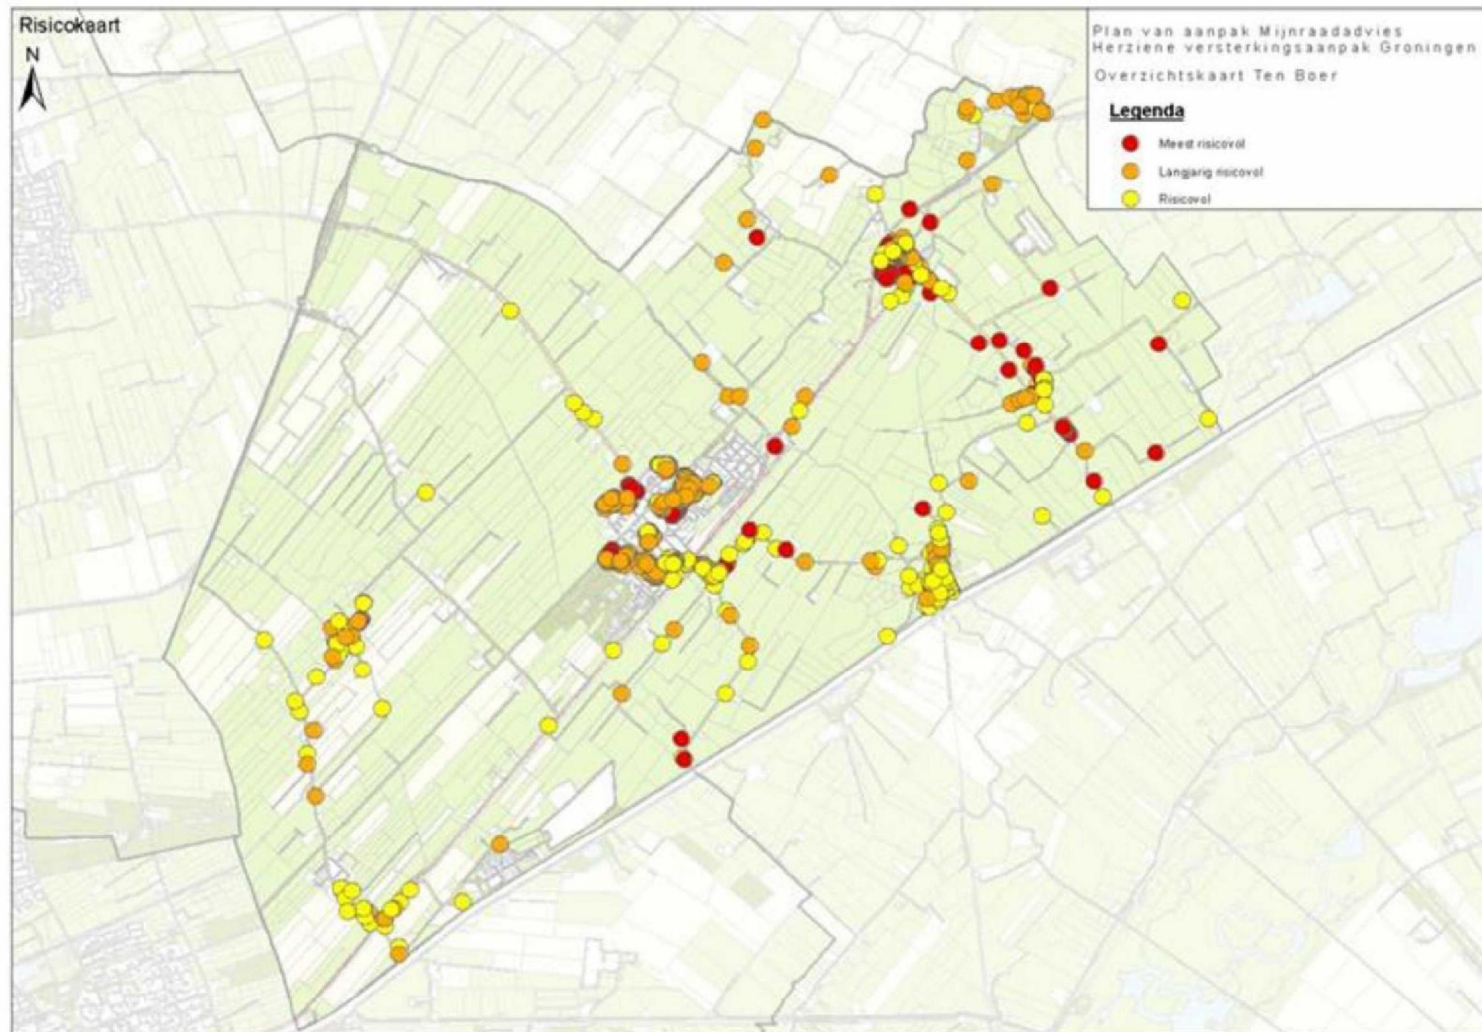 Risicokaart
N
Plan van aanpak Mijnraadadvies
Herziene versterkingsaanpak Groningen
Overzichtskaart Ten Boer
Legenda
Meest risicovol
Langjarig risicovol
Risicovol